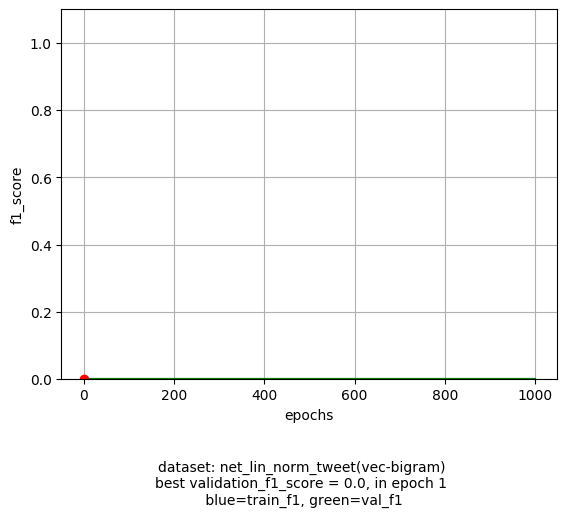 1.0
0.8
0.6
0.4
0.2
0.0
f1_score
0 200 400 600 800 1000
epochs
dataset: net_lin_norm_tweet(vec-bigram)
best validation_f1_score = 0.0, in epoch 1
blue=train_f1, green=val_f1